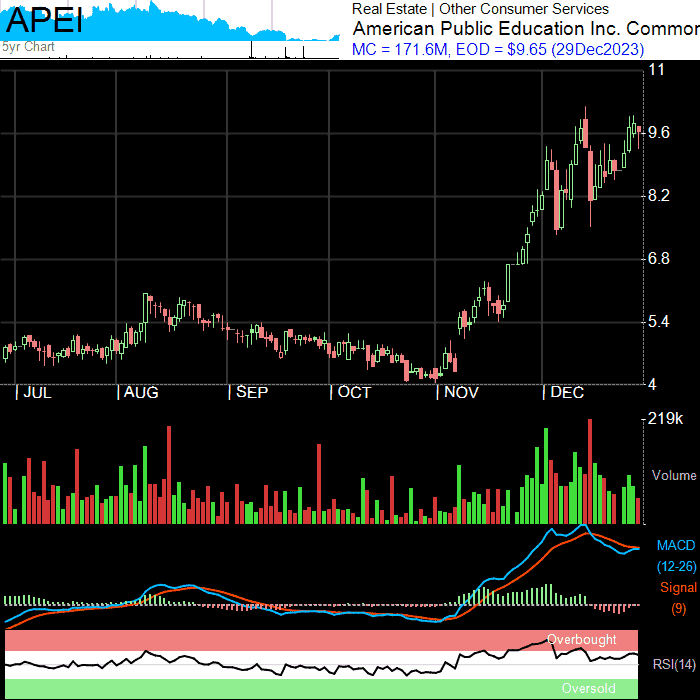 APEI
5yr Chart
Real Estate | Other Consumer Services
American Public Education Inc. Common
MC = 171.6M, EOD = $9.65 (29Dec2023)
11
9.6
8.2
6.8
5.4
4
JUL AUG SEP OCT NOV DEC
219k
Volume
MACD
(12-26)
Signal
(9)
Overbought
RSI(14)
Oversold